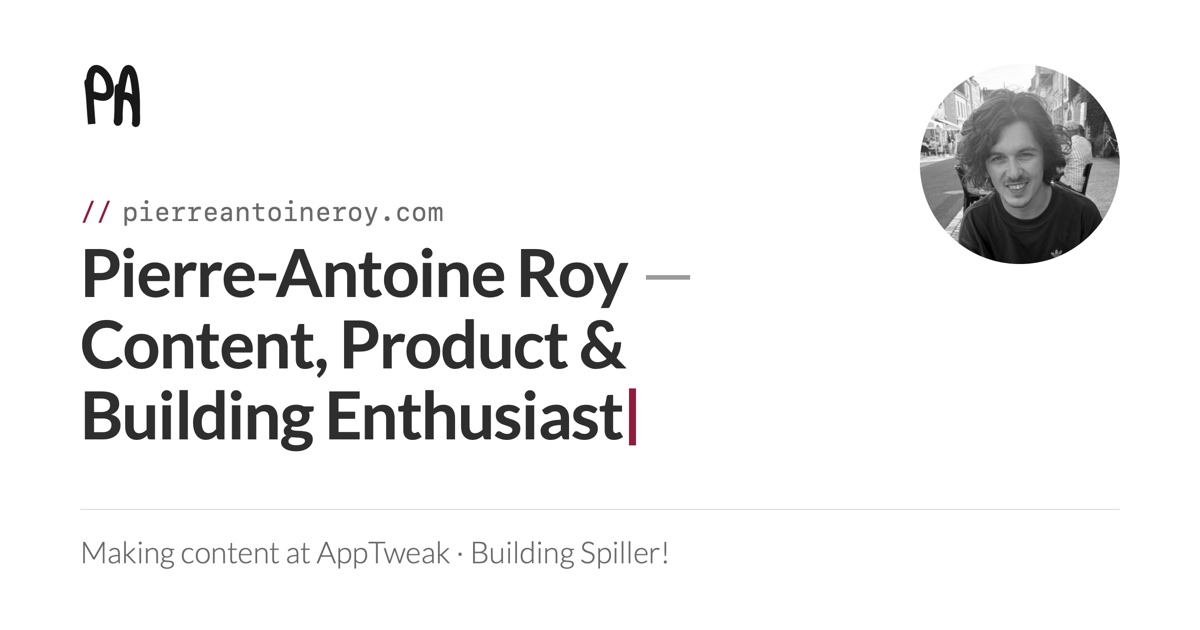 PA
// pierreantoineroy.com
Pierre-Antoine Roy —
Content, Product &
Building Enthusiast|
Making content at AppTweak · Building Spiller!